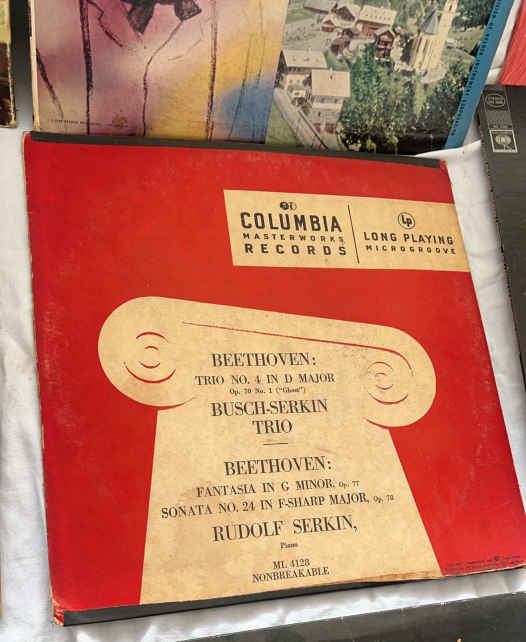 COLUMBIA
MASTERWORKS
RECORDS
LP
LONG PLAYING
MICROGROOVE
BEETHOVEN:
TRIO NO. 4 IN D MAJOR
Op. 70 No. 1 ("Ghost")
BUSCH-SERKIN
TRIO
BEETHOVEN:
FANTASIA IN G MINOR, Op. 77
SONATA NO. 24 IN F-SHARP MAJOR, Op. 78
RUDOLF SERKIN,
Piano
ML 4128
NONBREAKABLE